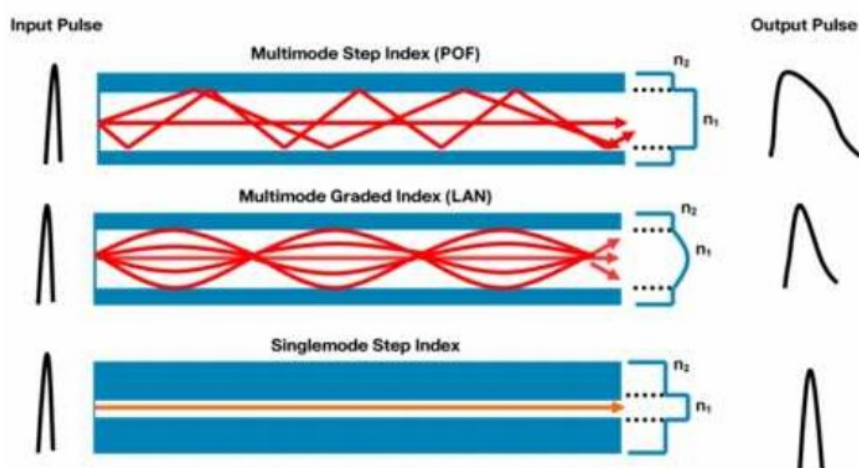 Input Pulse
Output Pulse
Multimode Step Index (POF)
n₂
n₁
Multimode Graded Index (LAN)
n₂
n₁
Singlemode Step Index
n₂
n₁